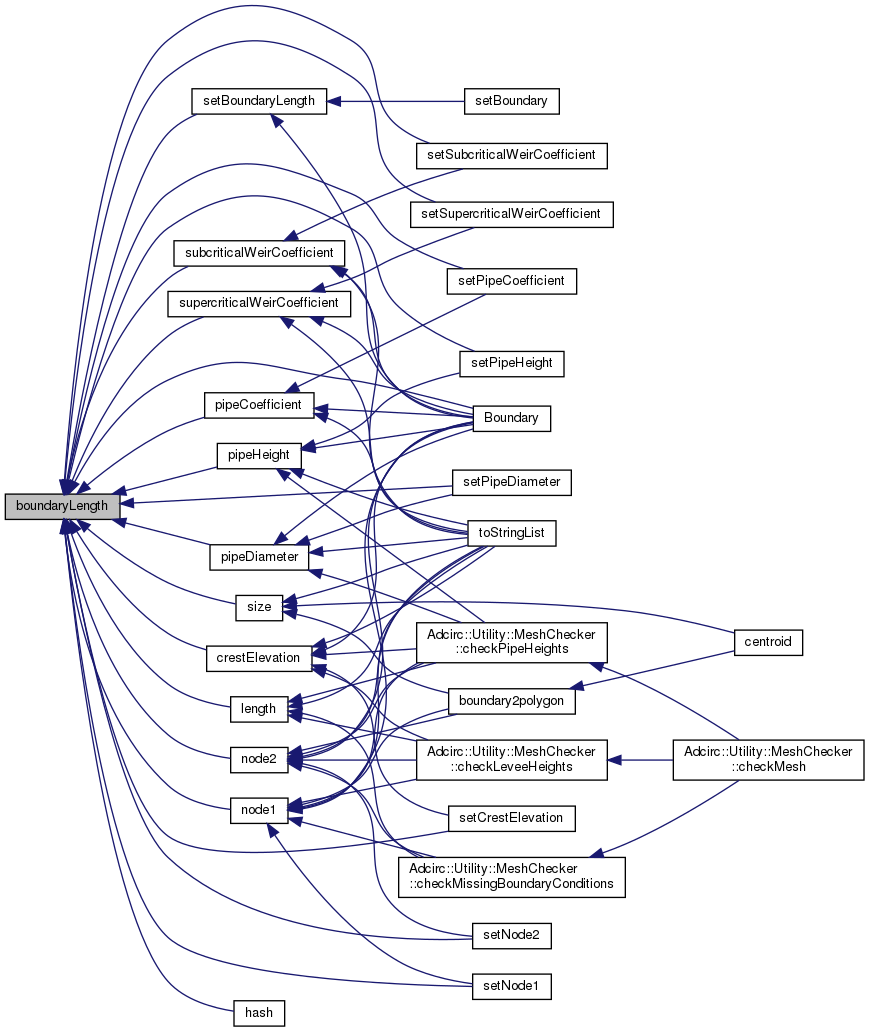 setBoundaryLength
setBoundary
setSubcriticalWeirCoefficient
setSupercriticalWeirCoefficient
subcriticalWeirCoefficient
setPipeCoefficient
supercriticalWeirCoefficient
setPipeHeight
pipeCoefficient
Boundary
pipeHeight
setPipeDiameter
boundaryLength
toStringList
pipeDiameter
size
Adcirc::Utility::MeshChecker
::checkPipeHeights
centroid
crestElevation
boundary2polygon
length
Adcirc::Utility::MeshChecker
::checkLeveeHeights
Adcirc::Utility::MeshChecker
::checkMesh
node2
node1
setCrestElevation
Adcirc::Utility::MeshChecker
::checkMissingBoundaryConditions
setNode2
setNode1
hash